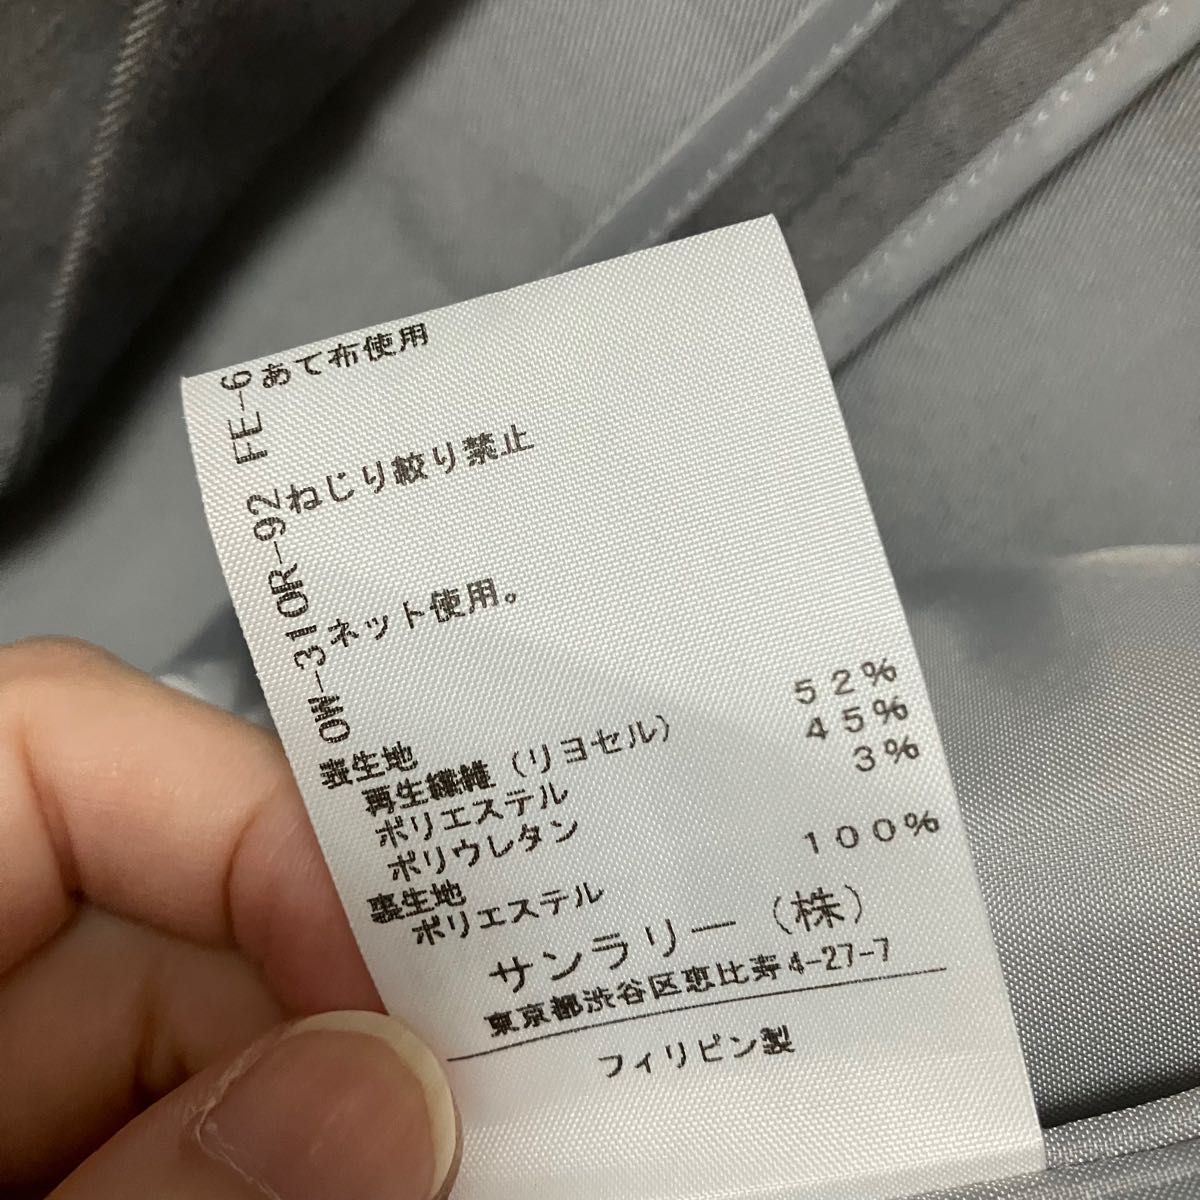 あて布使用
ねじり絞り禁止
ネット使用。
OW-310R-92 FE-6
表生地
再生繊維(リヨセル) 52%
ポリエステル 45%
ポリウレタン 3%
裏生地
ポリエステル 100%
サンラリー(株)
東京都渋谷区恵比寿4-27-7
フィリピン製